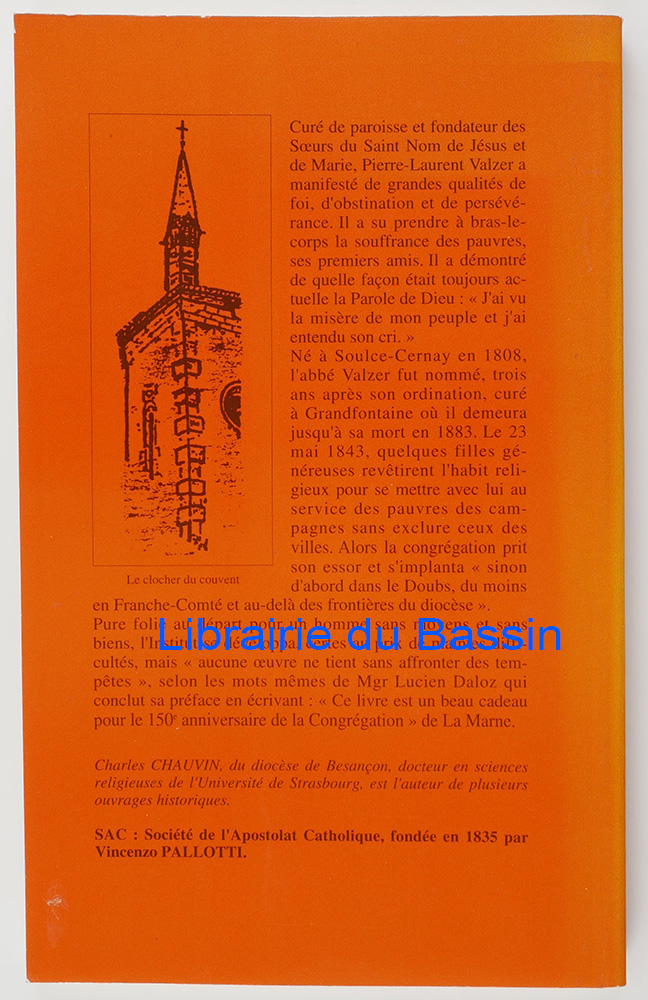 Curé de paroisse et fondateur des
Sœurs du Saint Nom de Jésus et
de Marie, Pierre-Laurent Valzer a
manifesté de grandes qualités de
foi, d'obstination et de persévé-
rance. Il a su prendre à bras-le-
corps la souffrance des pauvres,
ses premiers amis. Il a démontré
de quelle façon était toujours ac-
tuelle la Parole de Dieu : « J'ai vu
la misère de mon peuple et j'ai
entendu son cri. »
Né à Soulce-Cernay en 1808,
l'abbé Valzer fut nommé, trois
ans après son ordination, curé
à Grandfontaine où il demeura
jusqu'à sa mort en 1883. Le 23
mai 1843, quelques filles gé-
néreuses revêtirent l'habit reli-
gieux pour se mettre avec lui au
service des pauvres des cam-
pagnes sans exclure ceux des
villes. Alors la congrégation prit
son essor et s'implanta « sinon
Le clocher du couvent
d'abord dans le Doubs, du moins
en Franche-Comté et au-delà des frontières du diocèse ».
Pure folie au départ pour un homme sans moyens et sans
Librairie du Bassin
biens, l'Institut se développa, certes au prix de maintes diffi-
cultés, mais « aucune œuvre ne tient sans affronter des tem-
pêtes », selon les mots mêmes de Mgr Lucien Daloz qui
conclut sa préface en écrivant : « Ce livre est un beau cadeau
pour le 150e anniversaire de la Congrégation » de La Marne.
Charles CHAUVIN, du diocèse de Besançon, docteur en sciences
religieuses de l'Université de Strasbourg, est l'auteur de plusieurs
ouvrages historiques.
SAC : Société de l'Apostolat Catholique, fondée en 1835 par
Vincenzo PALLOTTI.